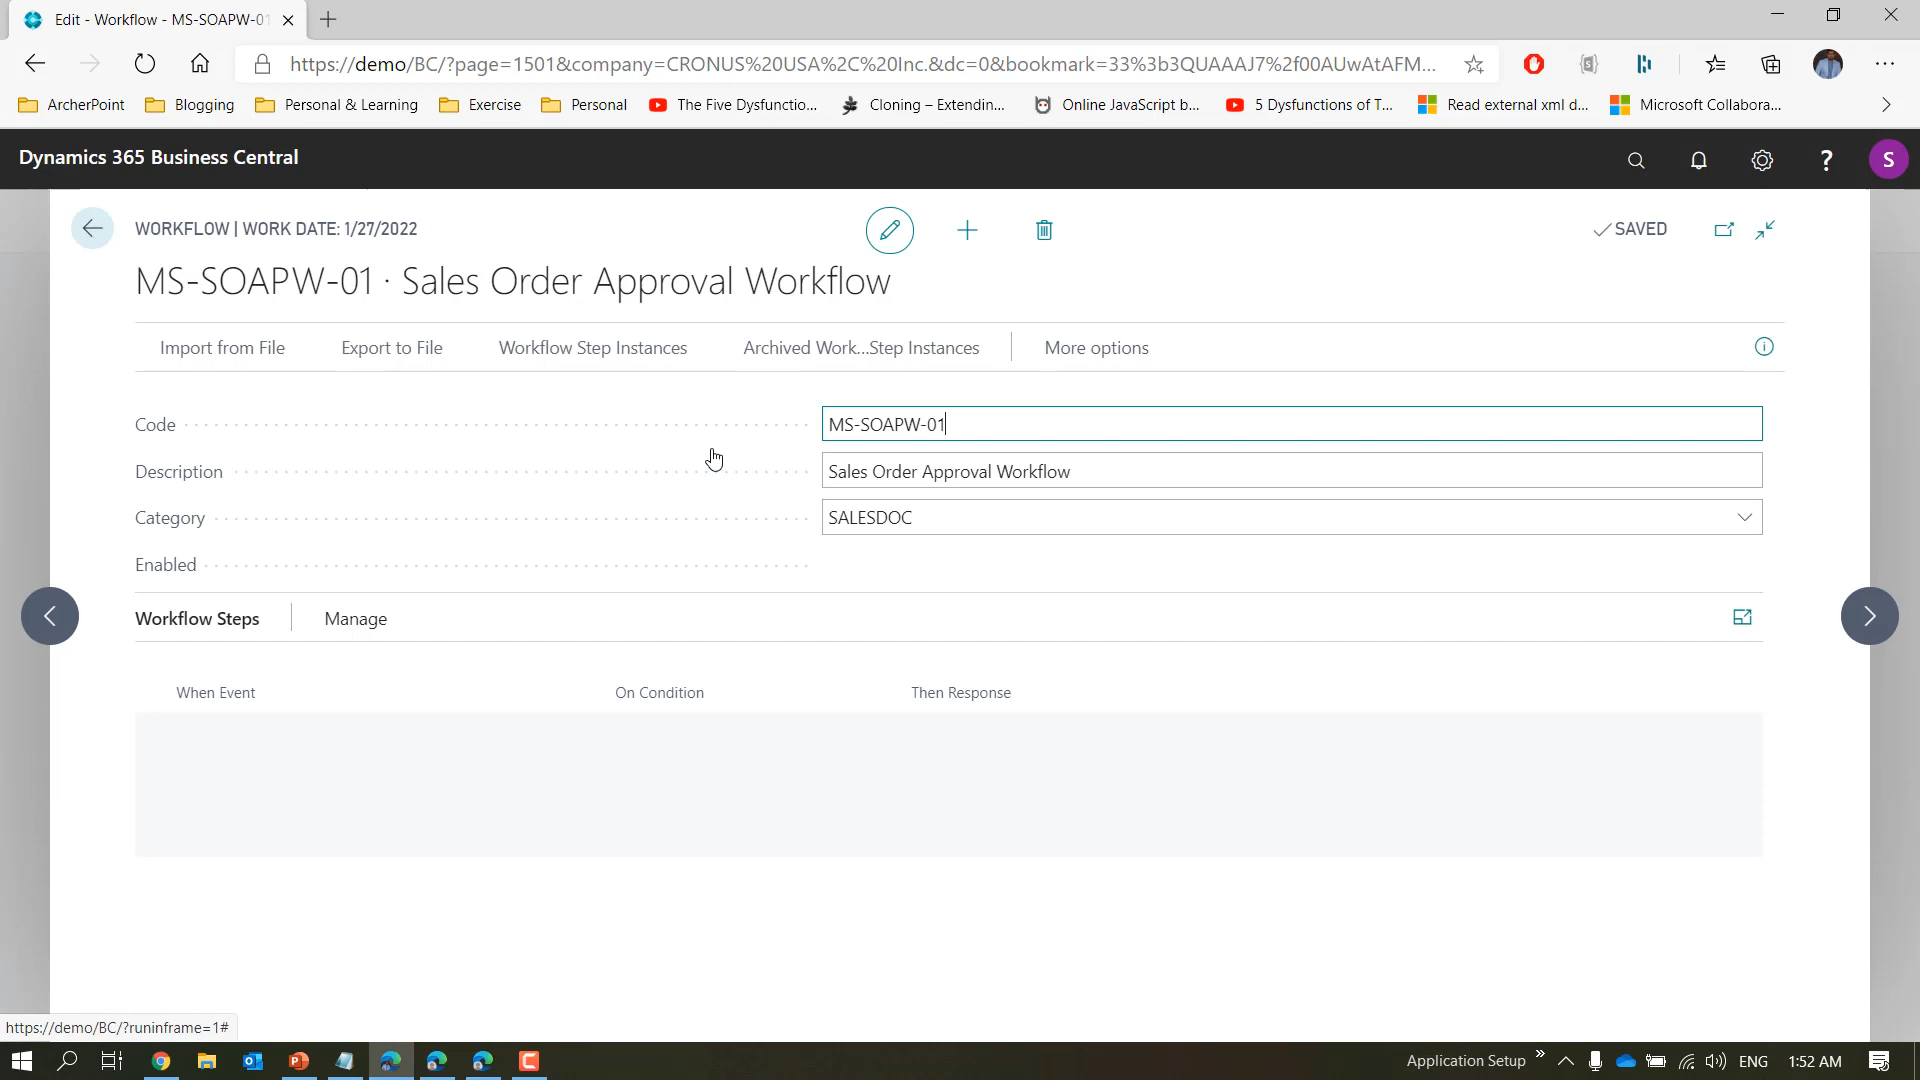 Edit - Workflow - MS-SOAPW-01
https://demo/BC/?page=1501&company=CRONUS%20USA%2C%20Inc.&dc=0&bookmark=33%3b3QUAAAJ7%2f00AUwAtAFM...
ArcherPoint Blogging Personal & Learning Exercise Personal The Five Dysfunctio... Cloning – Extendin... Online JavaScript b... 5 Dysfunctions of T... Read external xml d... Microsoft Collabora...
Dynamics 365 Business Central
S
WORKFLOW | WORK DATE: 1/27/2022
SAVED
MS-SOAPW-01 · Sales Order Approval Workflow
Import from File Export to File Workflow Step Instances Archived Work...Step Instances More options
Code MS-SOAPW-01
Description Sales Order Approval Workflow
Category SALESDOC
Enabled
Workflow Steps Manage
When Event On Condition Then Response
https://demo/BC/?runinframe=1#
Application Setup ENG 1:52 AM